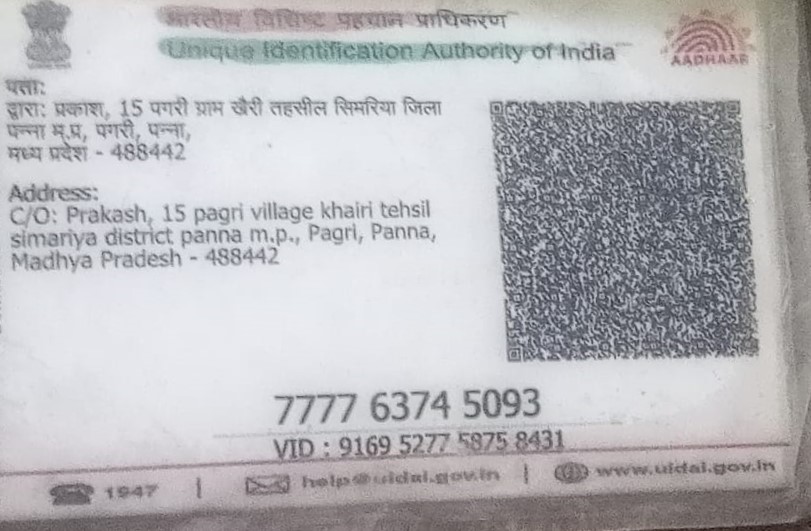 भारतीय विशिष्ट पहचान प्राधिकरण
Unique Identification Authority of India
AADHAAR
पत्ता:
द्वारा: प्रकाश, 15 पगरी ग्राम खैरी तहसील सिमरिया जिला
पन्ना म.प्र, पगरी, पन्ना,
मध्य प्रदेश - 488442
Address:
C/O: Prakash, 15 pagri village khairi tehsil
simariya district panna m.p., Pagri, Panna,
Madhya Pradesh - 488442
7777 6374 5093
VID : 9169 5277 5875 8431
1947 | help@uidai.gov.in | www.uidai.gov.in